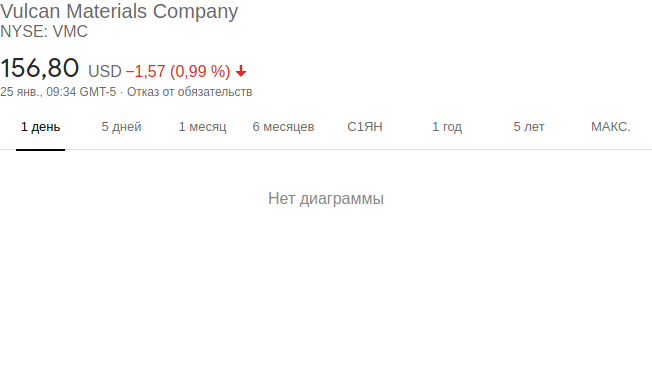 Vulcan Materials Company
NYSE: VMC
156,80 USD −1,57 (0,99 %)
25 янв., 09:34 GMT-5 · Отказ от обязательств
1 день 5 дней 1 месяц 6 месяцев С1ЯН 1 год 5 лет МАКС.
Нет диаграммы